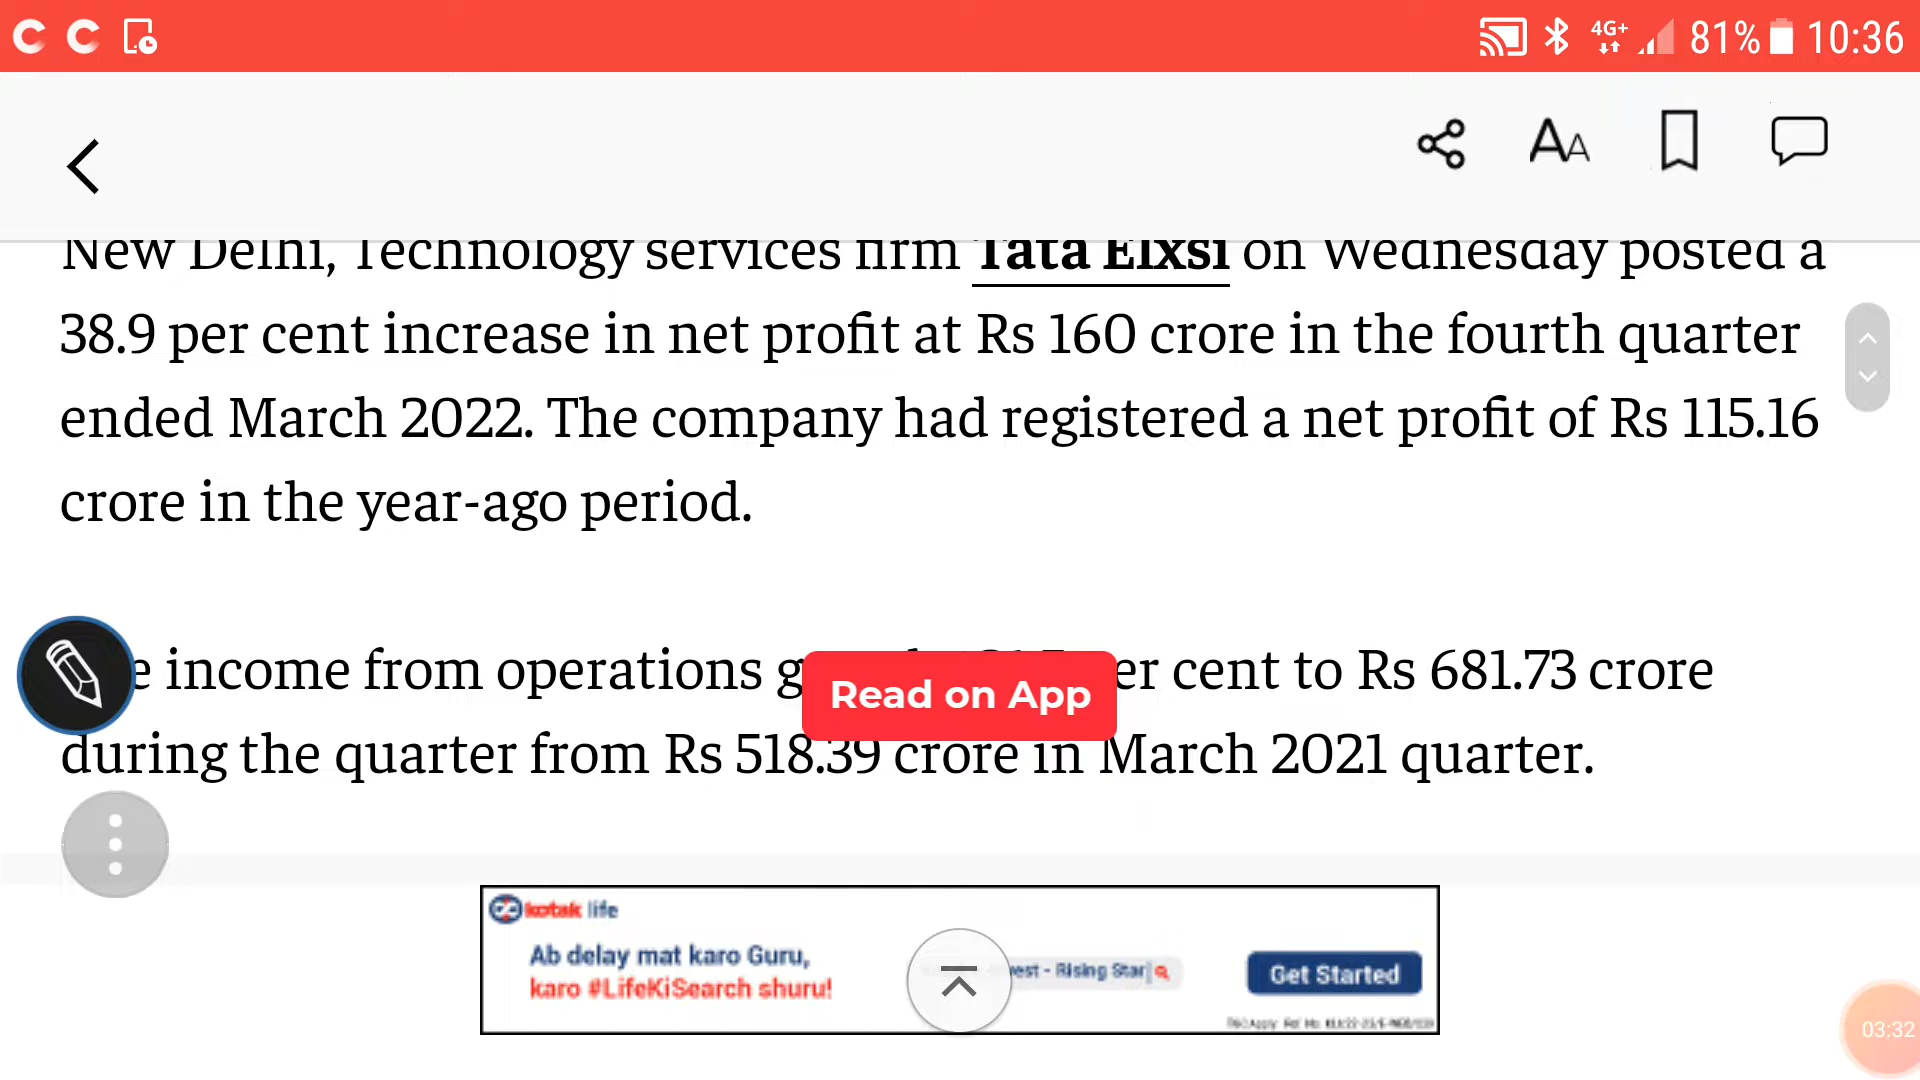 4G+ 81% 10:36
AA
New Delhi, Technology services firm Tata Elxsi on Wednesday posted a
38.9 per cent increase in net profit at Rs 160 crore in the fourth quarter
ended March 2022. The company had registered a net profit of Rs 115.16
crore in the year-ago period.
income from operations per cent to Rs 681.73 crore
Read on App
during the quarter from Rs 518.39 crore in March 2021 quarter.
kotak life
Ab delay mat karo Guru,
karo #LifeKiSearch shuru!
- Rising Star
Get Started
03:32